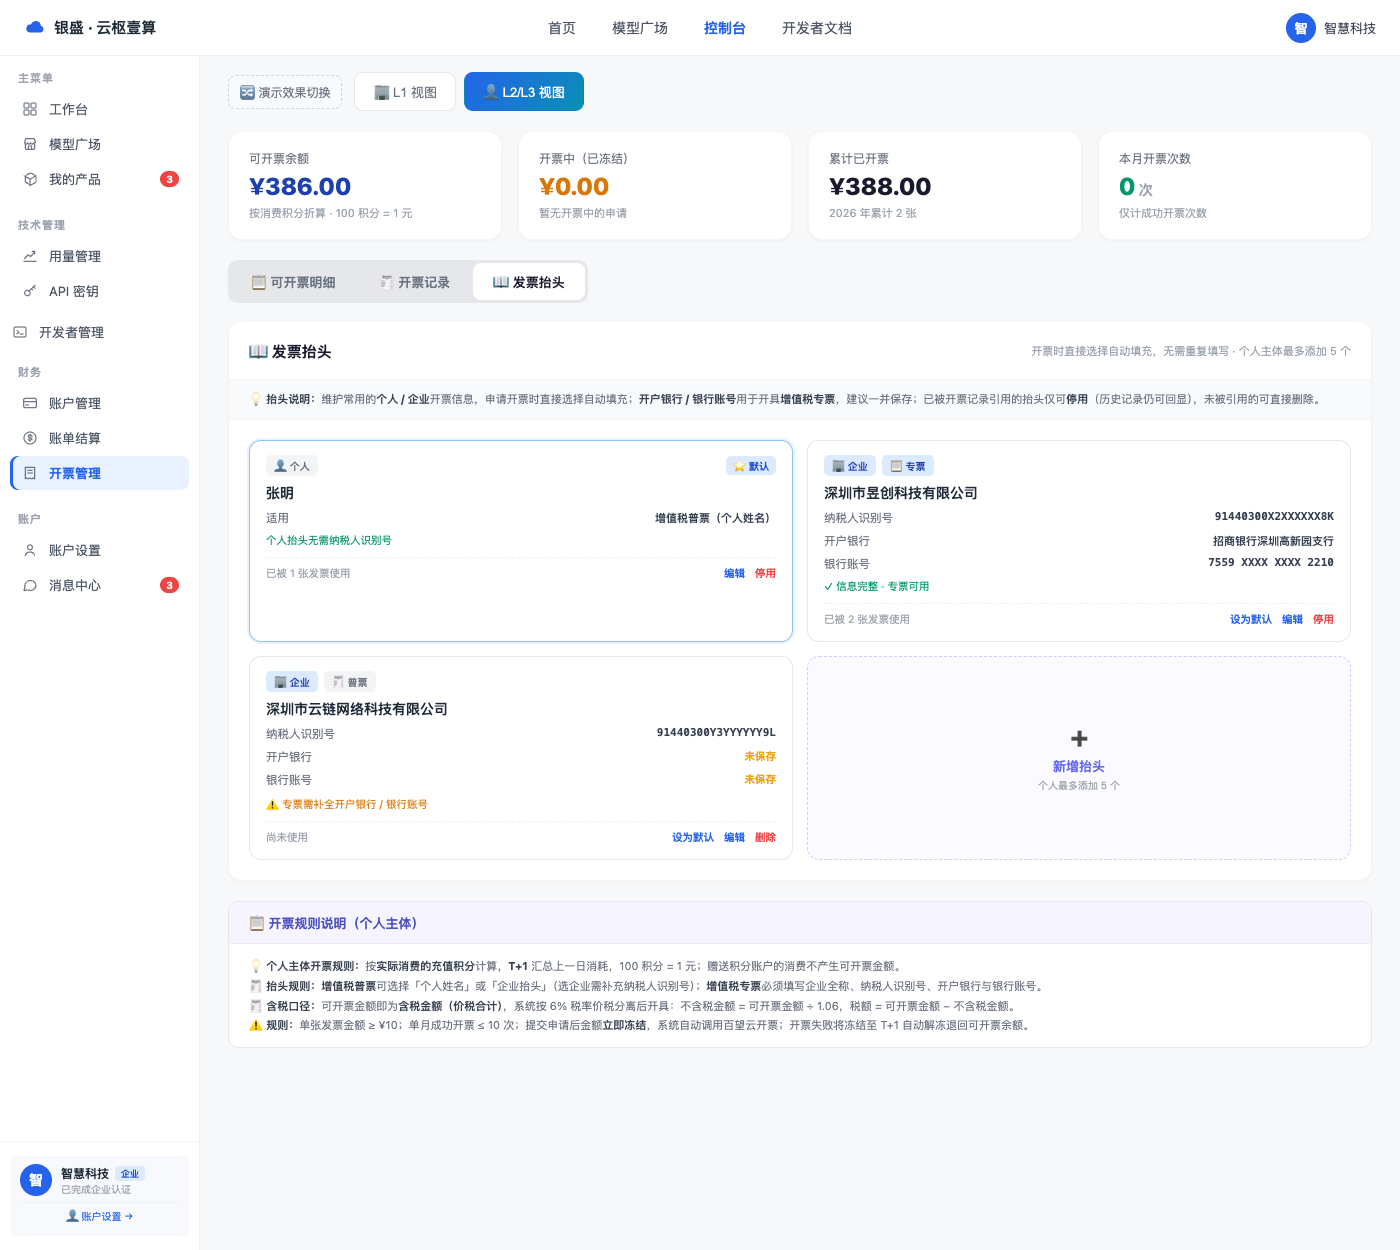 银盛 · 云枢壹算
首页
模型广场
控制台
开发者文档
智
智慧科技
主菜单
工作台
模型广场
我的产品
3
技术管理
用量管理
API 密钥
开发者管理
财务
账户管理
账单结算
开票管理
账户
账户设置
消息中心
3
智
智慧科技
企业
已完成企业认证
账户设置 →
演示效果切换
L1 视图
L2/L3 视图
可开票余额
¥386.00
按消费积分折算 · 100 积分 = 1 元
开票中（已冻结）
¥0.00
暂无开票中的申请
累计已开票
¥388.00
2026 年累计 2 张
本月开票次数
0 次
仅计成功开票次数
可开票明细
开票记录
发票抬头
发票抬头
开票时直接选择自动填充，无需重复填写 · 个人主体最多添加 5 个
抬头说明：维护常用的个人 / 企业开票信息，申请开票时直接选择自动填充；开户银行 / 银行账号用于开具增值税专票，建议一并保存；已被开票记录引用的抬头仅可停用（历史记录仍可回显），未被引用的可直接删除。
个人
默认
张明
适用
增值税普票（个人姓名）
个人抬头无需纳税人识别号
已被 1 张发票使用
编辑
停用
企业
专票
深圳市昱创科技有限公司
纳税人识别号
91440300X2XXXXXX8K
开户银行
招商银行深圳高新园支行
银行账号
7559 XXXX XXXX 2210
✓ 信息完整 · 专票可用
已被 2 张发票使用
设为默认
编辑
停用
企业
普票
深圳市云链网络科技有限公司
纳税人识别号
91440300Y3YYYYYY9L
开户银行
未保存
银行账号
未保存
专票需补全开户银行 / 银行账号
尚未使用
设为默认
编辑
删除
新增抬头
个人最多添加 5 个
开票规则说明（个人主体）
个人主体开票规则：按实际消费的充值积分计算，T+1 汇总上一日消耗，100 积分 = 1 元；赠送积分账户的消费不产生可开票金额。
抬头规则：增值税普票可选择「个人姓名」或「企业抬头」（选企业需补充纳税人识别号）；增值税专票必须填写企业全称、纳税人识别号、开户银行与银行账号。
含税口径：可开票金额即为含税金额（价税合计），系统按 6% 税率价税分离后开具：不含税金额 = 可开票金额 ÷ 1.06，税额 = 可开票金额 − 不含税金额。
规则：单张发票金额 ≥ ¥10；单月成功开票 ≤ 10 次；提交申请后金额立即冻结，系统自动调用百望云开票；开票失败将冻结至 T+1 自动解冻退回可开票余额。